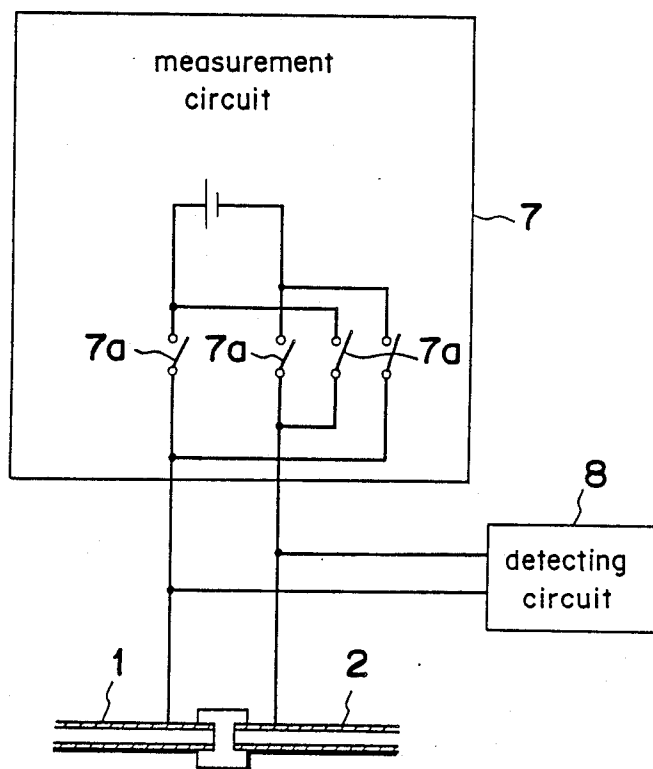 measurement
circuit
7
7a 7a 7a
8
detecting
circuit
1 2